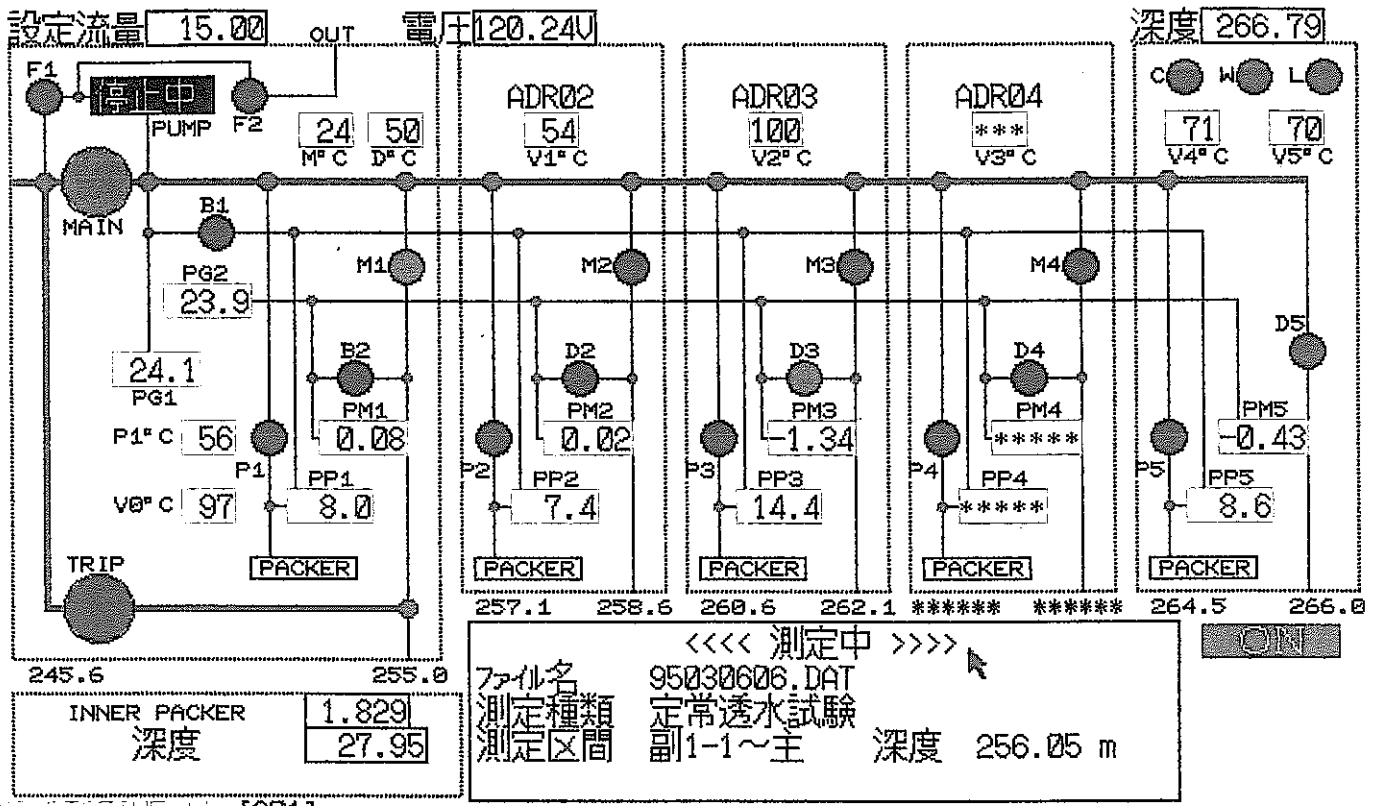 設定流量 15.00 OUT 電圧 120.24V 深度 266.79
F1 停止中 F2 C W L
PUMP
ADR02 ADR03 ADR04
24 50 54 100 *** 71 70
M°C D°C V1°C V2°C V3°C V4°C V5°C
MAIN B1
M1 M2 M3 M4
PG2
23.9
D5
B2 D2 D3 D4
24.1
PG1
PM1 PM2 PM3 PM4 PM5
P1°C 56 0.08 0.02 -1.34 ***** -0.43
P1 P2 P3 P4 P5
PP1 PP2 PP3 PP4 PP5
V0°C 97 8.0 7.4 14.4 ***** 8.6
TRIP
PACKER PACKER PACKER PACKER PACKER
257.1 258.6 260.6 262.1 ****** ****** 264.5 266.0
ON
245.6 255.0
<<<< 測定中 >>>>
ファイル名 95030606.DAT
測定種類 定常透水試験
測定区間 副1-1～主 深度 256.05 m
INNER PACKER 1.829
深度 27.95